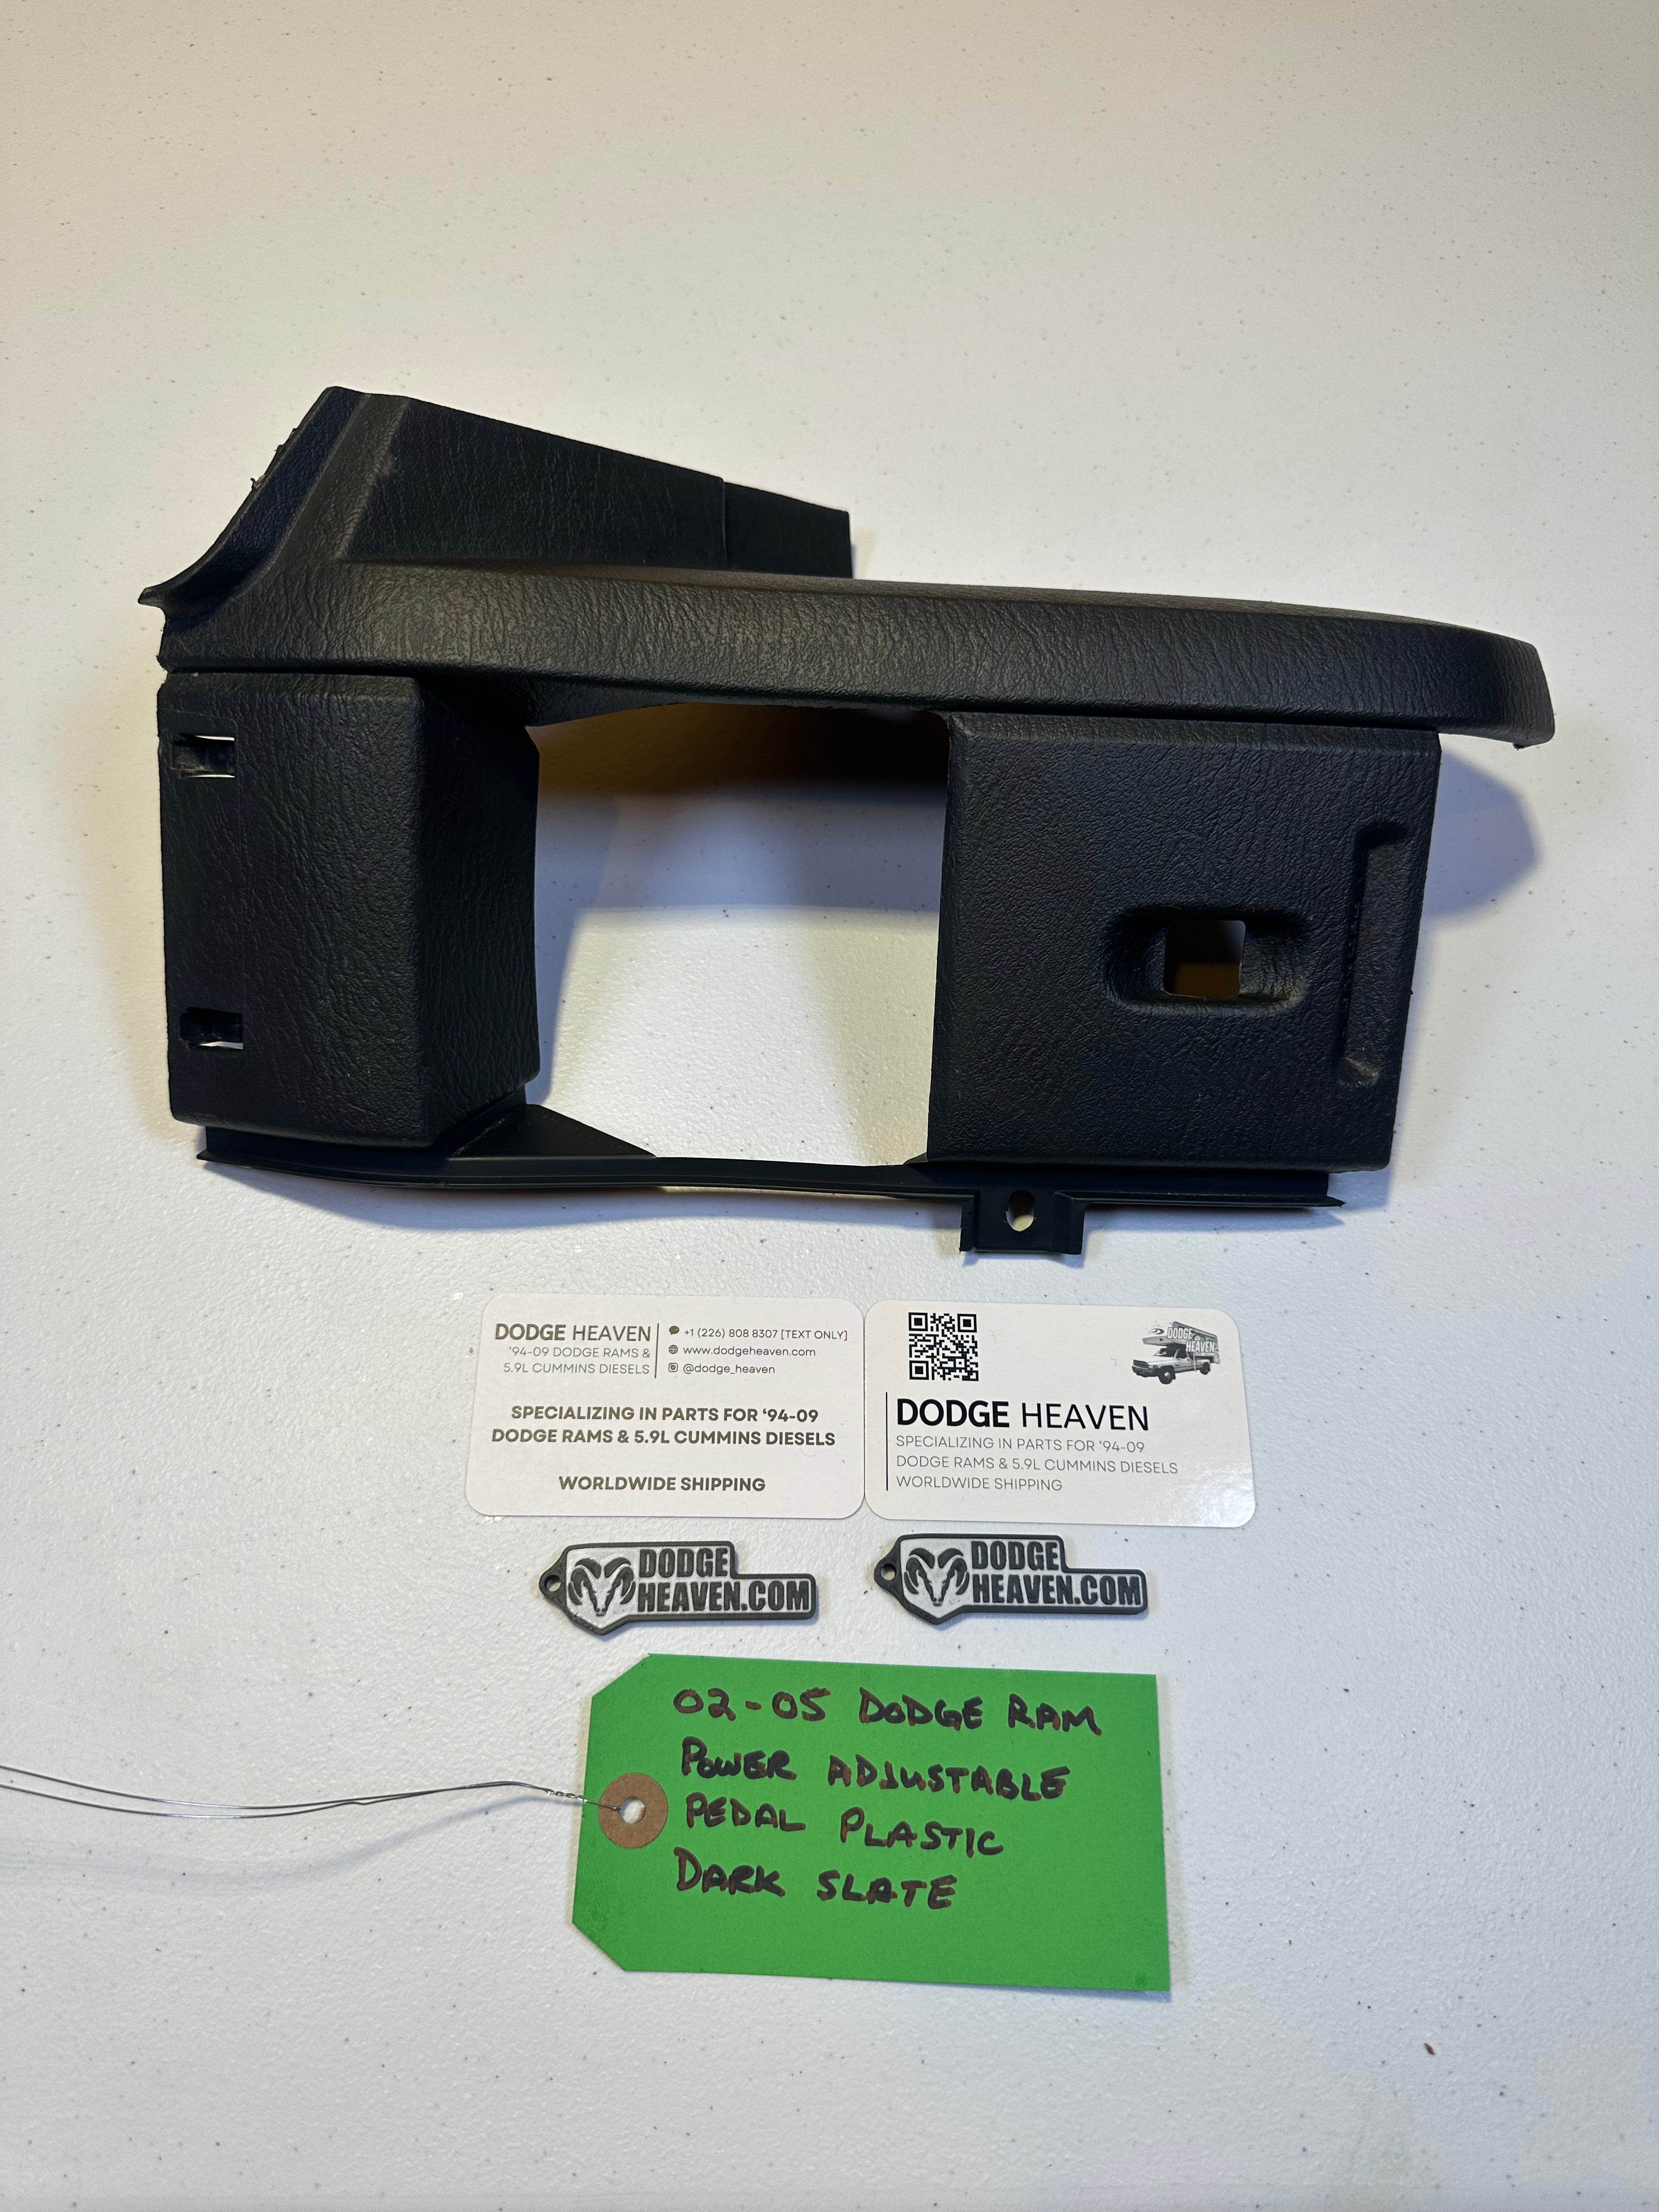 DODGE HEAVEN
'94-09 DODGE RAMS &
5.9L CUMMINS DIESELS
+1 (226) 808 8307 [TEXT ONLY]
www.dodgeheaven.com
@dodge_heaven
SPECIALIZING IN PARTS FOR '94-09
DODGE RAMS & 5.9L CUMMINS DIESELS
WORLDWIDE SHIPPING
DODGE
HEAVEN
DODGE HEAVEN
SPECIALIZING IN PARTS FOR '94-09
DODGE RAMS & 5.9L CUMMINS DIESELS
WORLDWIDE SHIPPING
DODGE
HEAVEN.COM
DODGE
HEAVEN.COM
02-05 DODGE RAM
POWER ADJUSTABLE
PEDAL PLASTIC
DARK SLATE